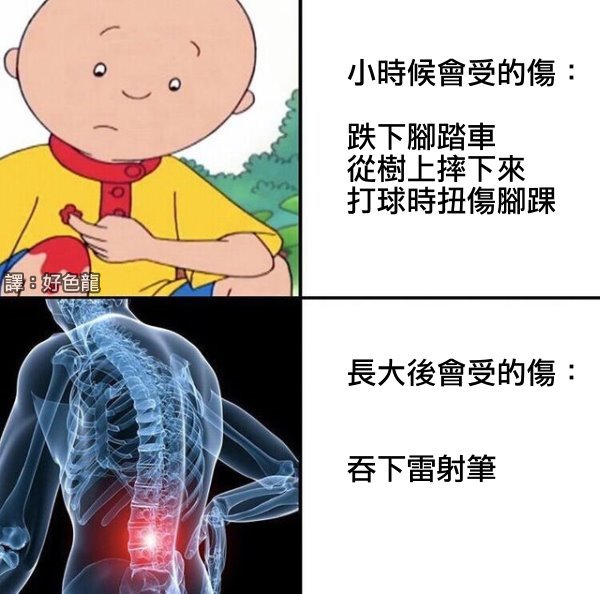 小時候會受的傷：
跌下腳踏車
從樹上摔下來
打球時扭傷腳踝
譯：好色龍
長大後會受的傷：
吞下雷射筆